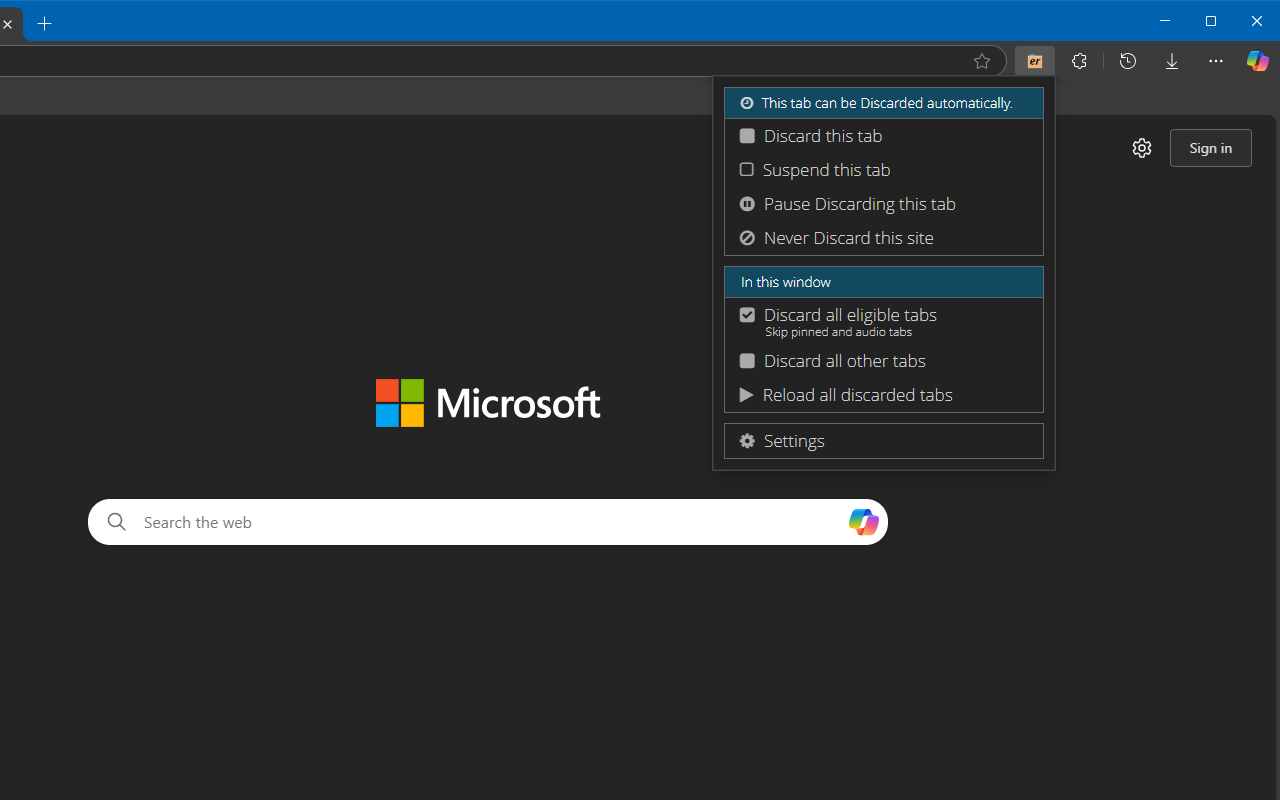 er
This tab can be Discarded automatically.
Discard this tab
Sign in
Suspend this tab
Pause Discarding this tab
Never Discard this site
In this window
Discard all eligible tabs
Skip pinned and audio tabs
Discard all other tabs
Reload all discarded tabs
Microsoft
Settings
Search the web